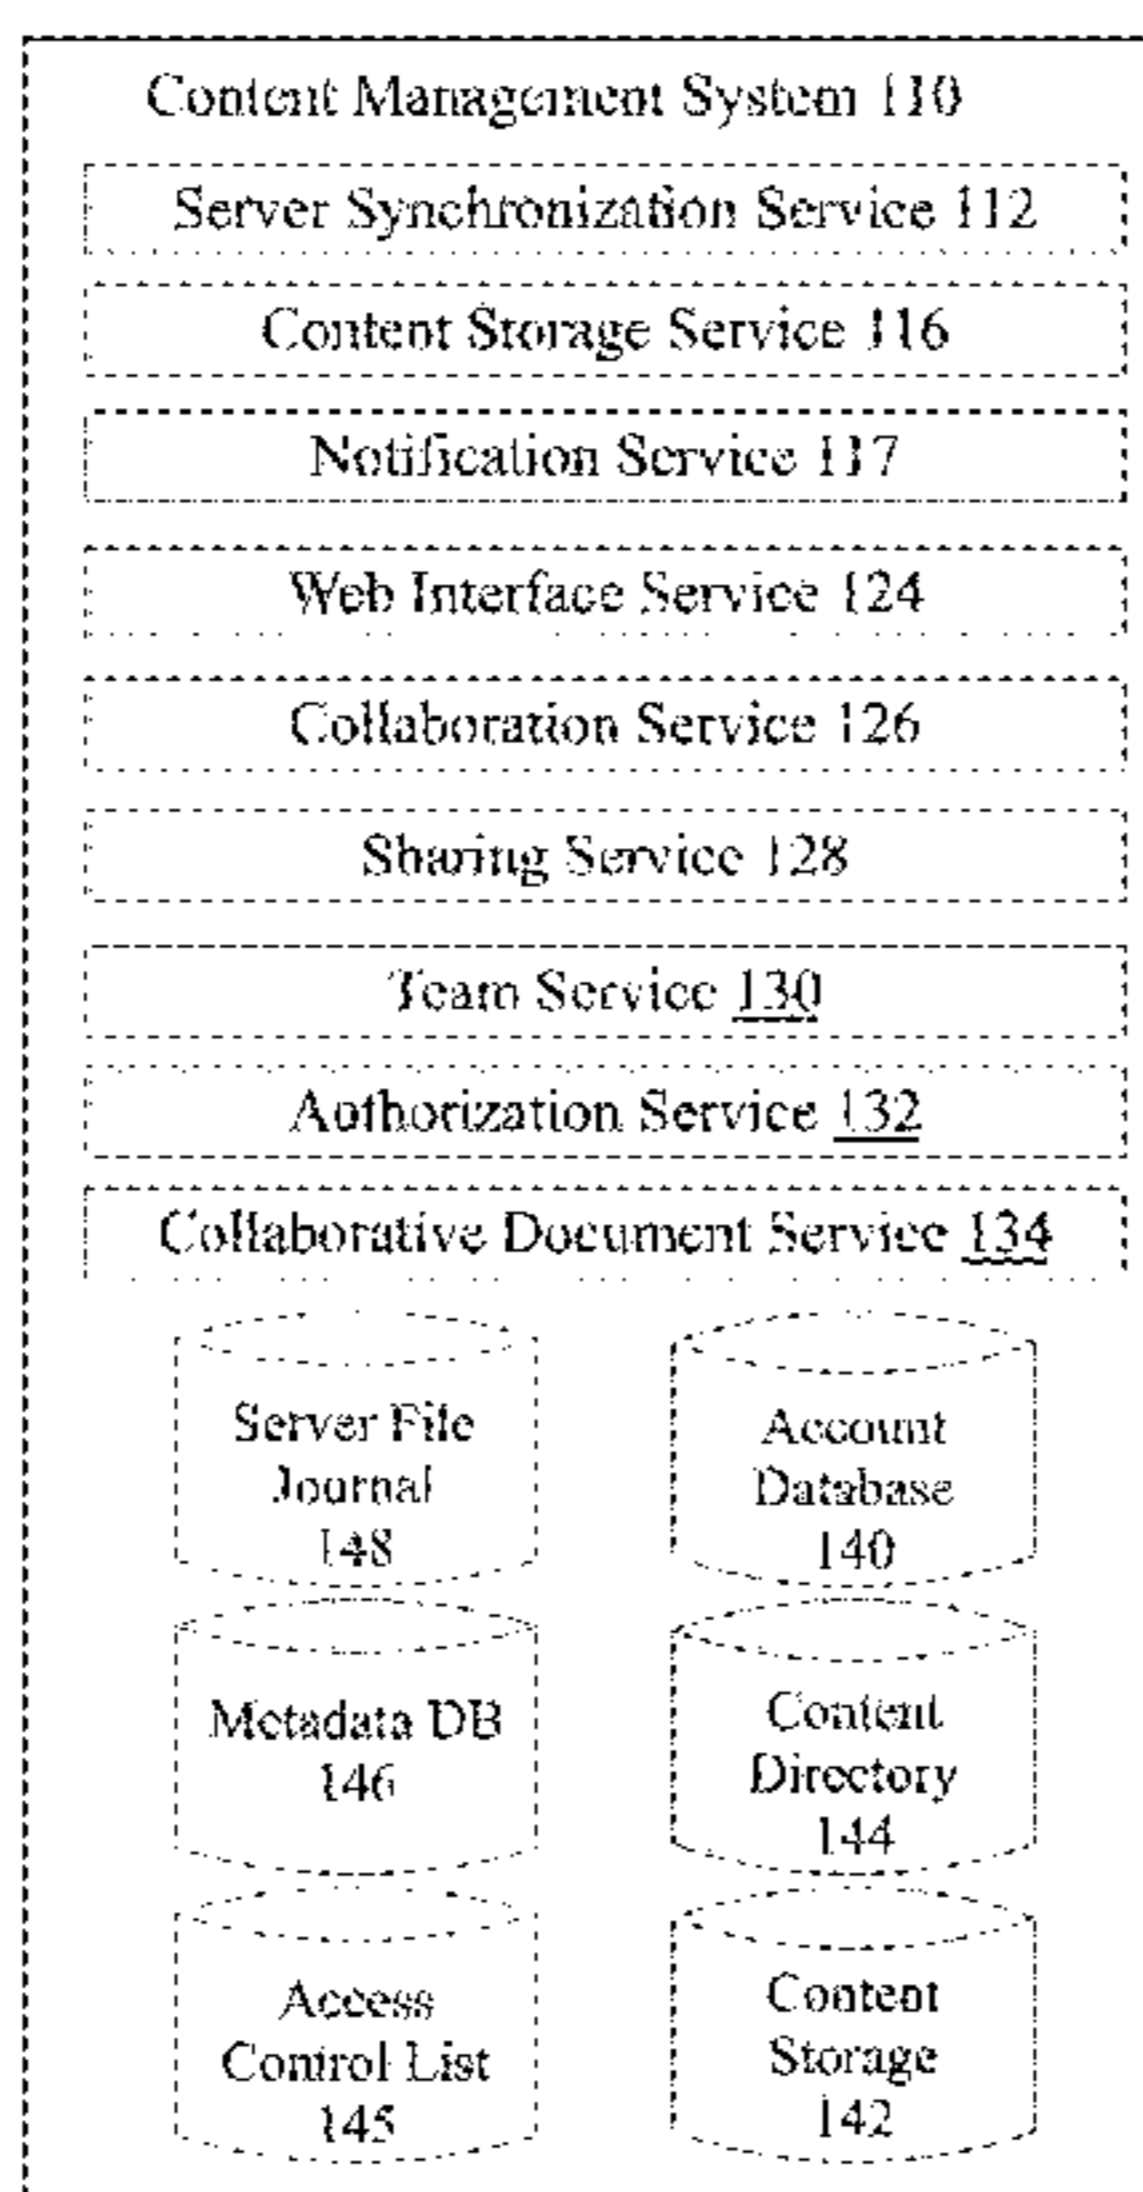 Content Management System 110
Server Synchronization Service 112
Content Storage Service 116
Notification Service 117
Web Interface Service 124
Collaboration Service 126
Sharing Service 128
Team Service 130
Authorization Service 132
Collaborative Document Service 134
Server File
Journal
148
Account
Database
140
Metadata DB
146
Content
Directory
144
Access
Control List
145
Content
Storage
142